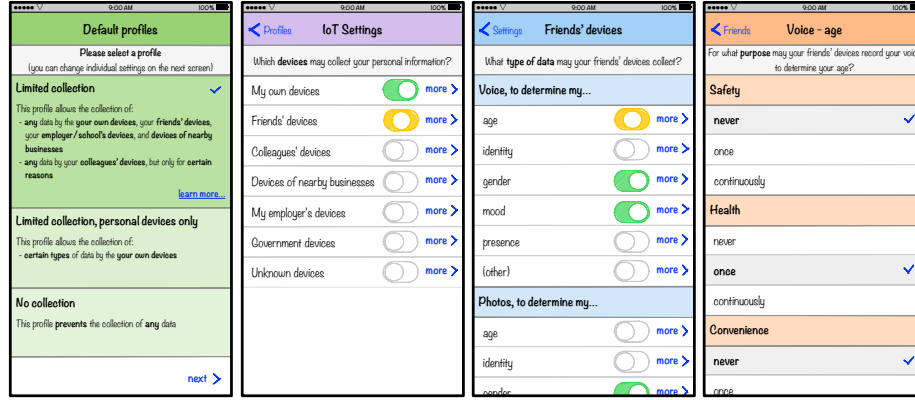 9:00 AM 100%
Default profiles
Please select a profile
(you can change individual settings on the next screen)
Limited collection
This profile allows the collection of:
- any data by the your own devices, your friends' devices,
your employer/school's devices, and devices of nearby
businesses
- any data by your colleagues' devices, but only for certain
reasons
learn more...
Limited collection, personal devices only
This profile allows the collection of:
- certain types of data by the your own devices
No collection
This profile prevents the collection of any data
next
9:00 AM 100%
Profiles IoT Settings
Which devices may collect your personal information?
My own devices more
Friends' devices more
Colleagues' devices more
Devices of nearby businesses more
My employer's devices more
Government devices more
Unknown devices more
9:00 AM 100%
Settings Friends' devices
What type of data may your friends' devices collect?
Voice, to determine my...
age more
identity more
gender more
mood more
presence more
(other) more
Photos, to determine my...
age more
identity more
gender more
9:00 AM 100%
Friends Voice - age
For what purpose may your friends' devices record your voic
to determine your age?
Safety
never
once
continuously
Health
never
once
continuously
Convenience
never
once